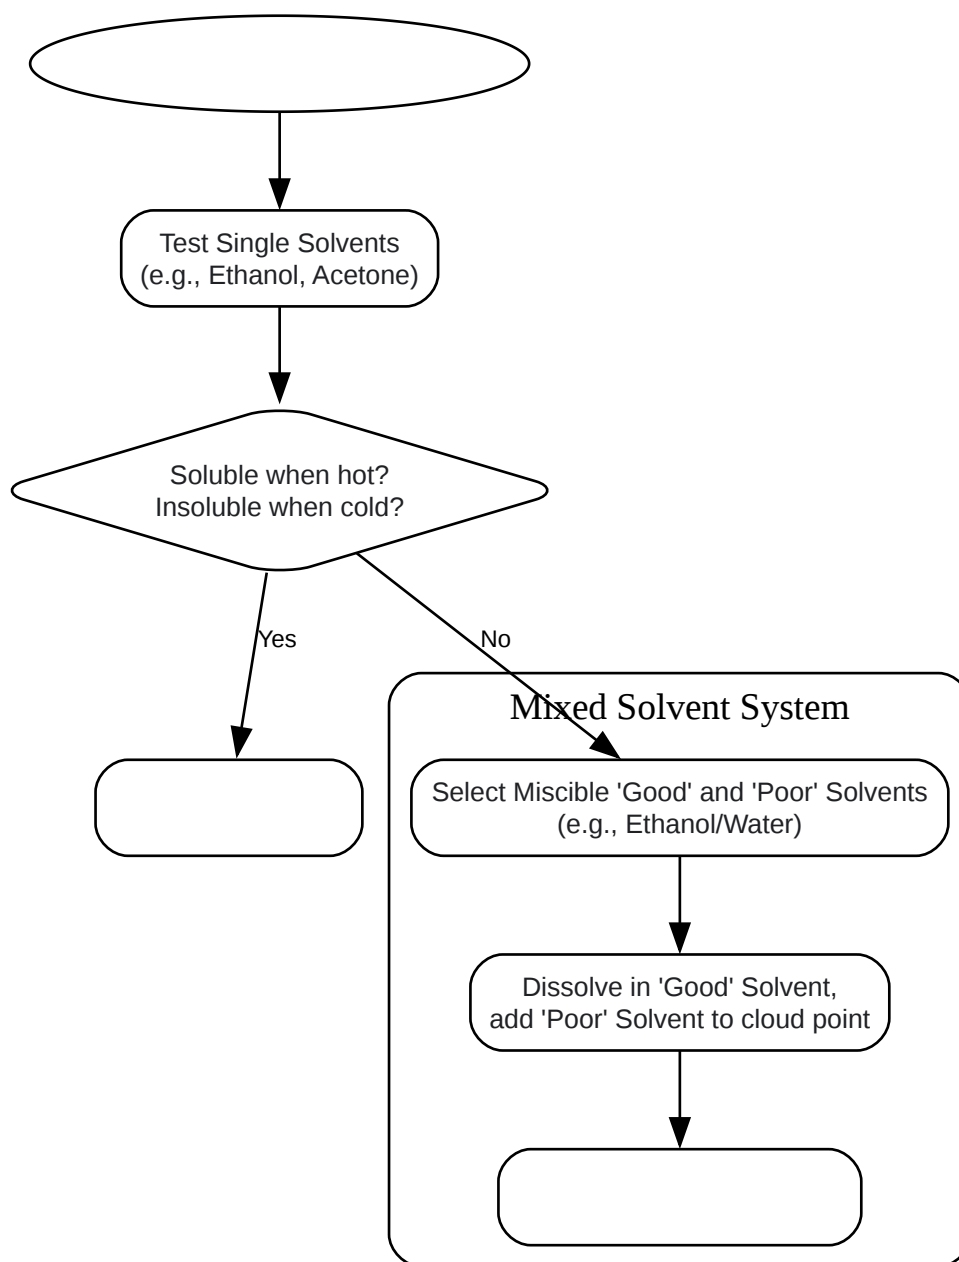 Test Single Solvents
(e.g., Ethanol, Acetone)
Soluble when hot?
Insoluble when cold?
Yes
No
Mixed Solvent System
Select Miscible 'Good' and 'Poor' Solvents
(e.g., Ethanol/Water)
Dissolve in 'Good' Solvent,
add 'Poor' Solvent to cloud point